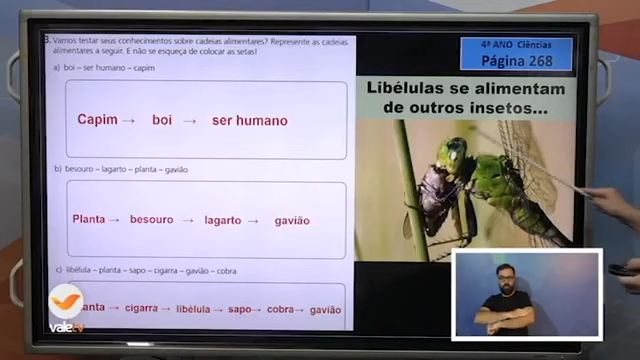 3. Vamos testar seus conhecimentos sobre cadeias alimentares? Represente as cadeias
alimentares a seguir. E não se esqueça de colocar as setas!
a) boi – ser humano – capim
Capim → boi → ser humano
b) besouro – lagarto – planta – gavião
Planta → besouro → lagarto → gavião
c) libélula – planta – sapo – cigarra – gavião – cobra
anta → cigarra → libélula → sapo → cobra → gavião
4º ANO Ciências
Página 268
Libélulas se alimentam
de outros insetos...
valetv